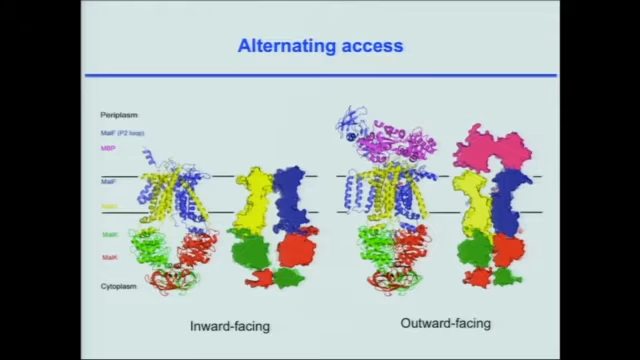 Alternating access
Periplasm
MalF (P2 loop)
MBP
MalF
MalG
MalK
MalK
Cytoplasm
Inward-facing
Outward-facing